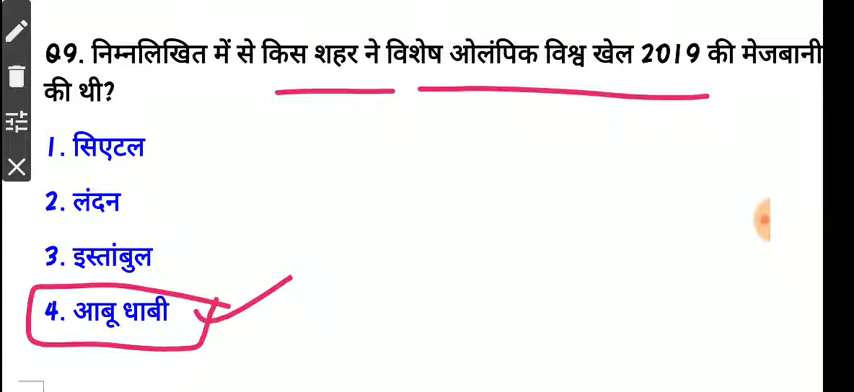 Q9. निम्नलिखित में से किस शहर ने विशेष ओलंपिक विश्व खेल 2019 की मेजबानी
की थी?
1. सिएटल
2. लंदन
3. इस्तांबुल
4. आबू धाबी